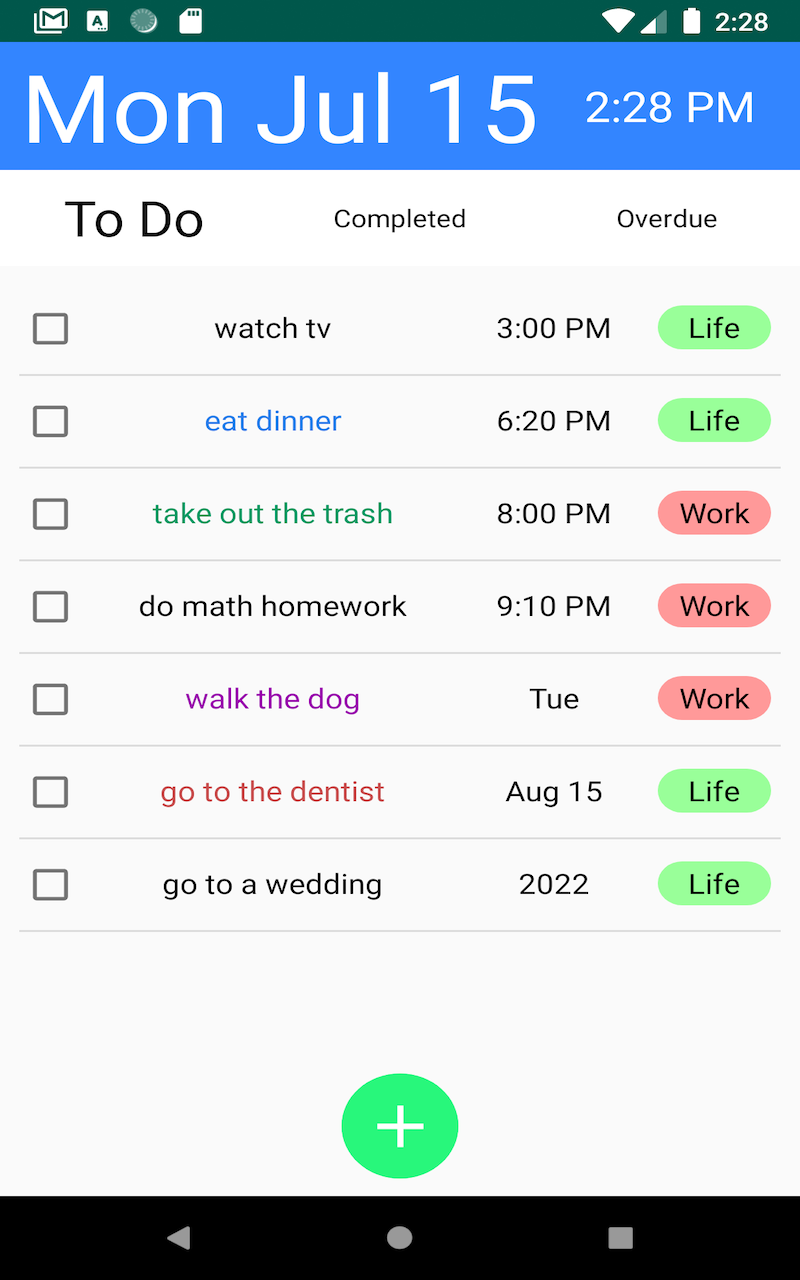 2:28
Mon Jul 15 2:28 PM
To Do Completed Overdue
watch tv 3:00 PM Life
eat dinner 6:20 PM Life
take out the trash 8:00 PM Work
do math homework 9:10 PM Work
walk the dog Tue Work
go to the dentist Aug 15 Life
go to a wedding 2022 Life